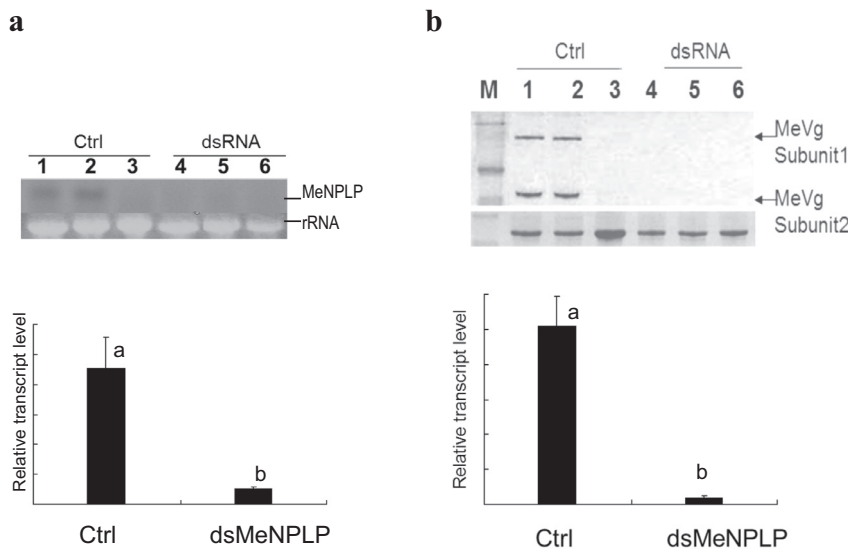 a
Ctrl dsRNA
1 2 3 4 5 6
MeNPLP
rRNA
Relative transcript level
a
b
Ctrl dsMeNPLP
b
Ctrl dsRNA
M 1 2 3 4 5 6
MeVg
Subunit1
MeVg
Subunit2
Relative transcript level
a
b
Ctrl dsMeNPLP